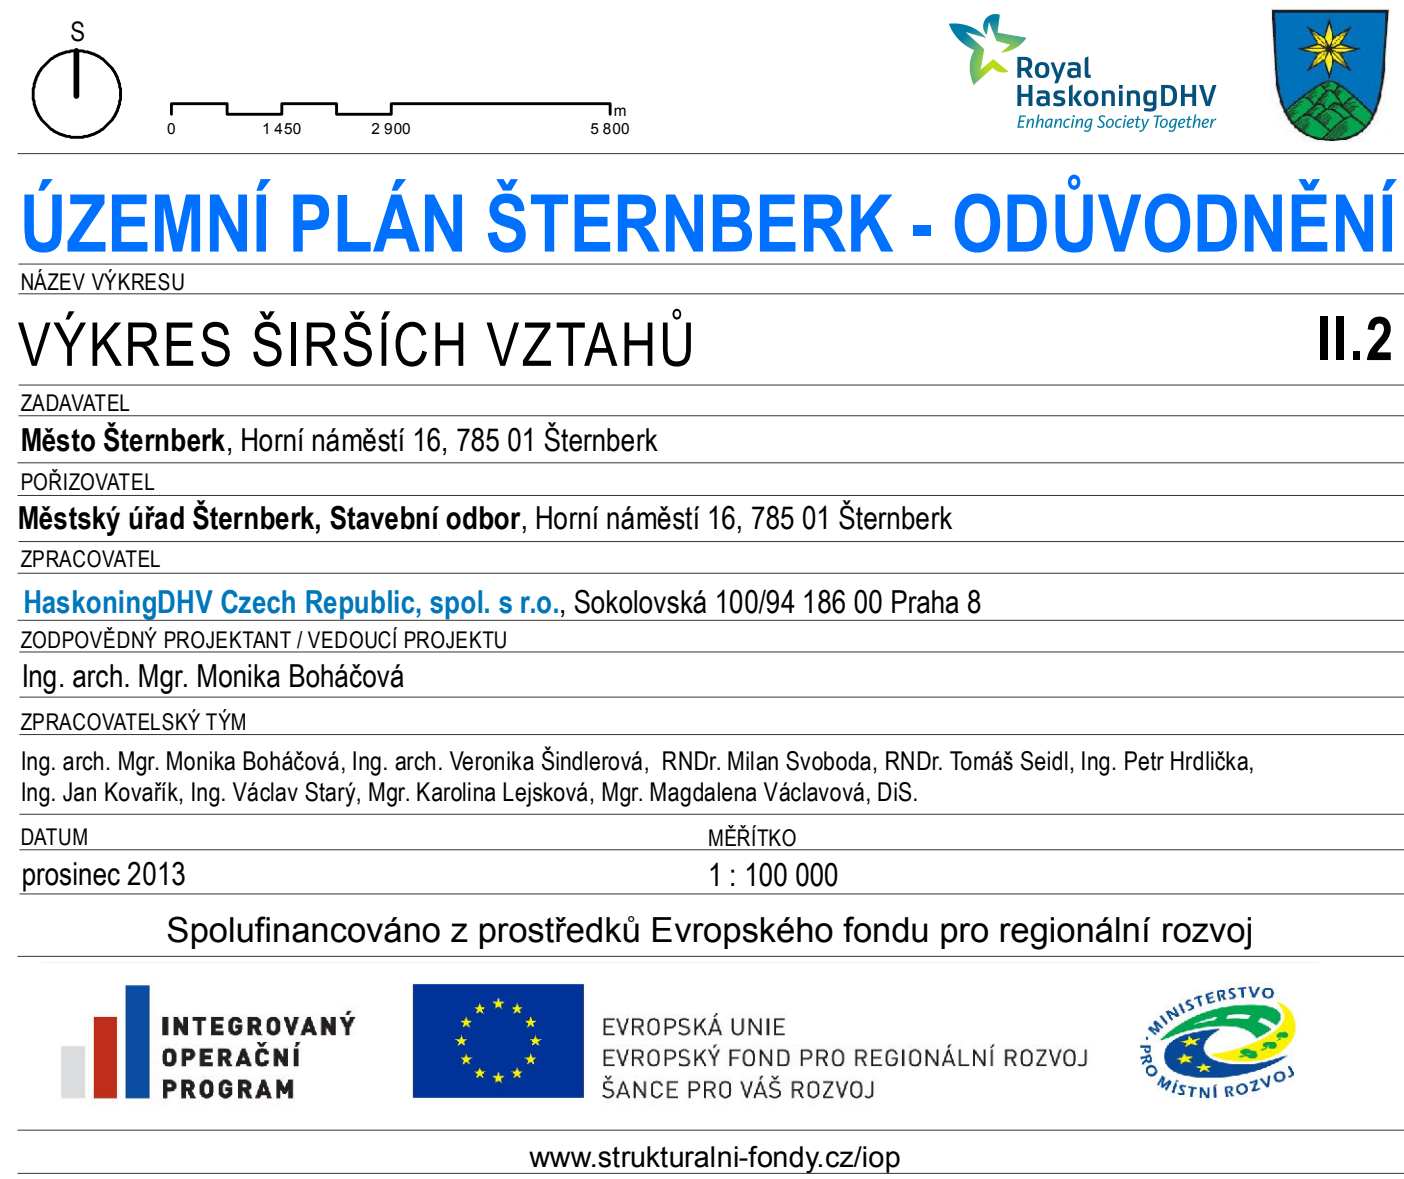 S
m
0 1 450 2 900 5 800
Royal
HaskoningDHV
Enhancing Society Together
ÚZEMNÍ PLÁN ŠTERNBERK - ODŮVODNĚNÍ
NÁZEV VÝKRESU
VÝKRES ŠIRŠÍCH VZTAHŮ II.2
ZADAVATEL
Město Šternberk, Horní náměstí 16, 785 01 Šternberk
POŘIZOVATEL
Městský úřad Šternberk, Stavební odbor, Horní náměstí 16, 785 01 Šternberk
ZPRACOVATEL
HaskoningDHV Czech Republic, spol. s r.o., Sokolovská 100/94 186 00 Praha 8
ZODPOVĚDNÝ PROJEKTANT / VEDOUCÍ PROJEKTU
Ing. arch. Mgr. Monika Boháčová
ZPRACOVATELSKÝ TÝM
Ing. arch. Mgr. Monika Boháčová, Ing. arch. Veronika Šindlerová, RNDr. Milan Svoboda, RNDr. Tomáš Seidl, Ing. Petr Hrdlička,
Ing. Jan Kovařík, Ing. Václav Starý, Mgr. Karolina Lejsková, Mgr. Magdalena Václavová, DiS.
DATUM MĚŘÍTKO
prosinec 2013 1 : 100 000
Spolufinancováno z prostředků Evropského fondu pro regionální rozvoj
INTEGROVANÝ
OPERAČNÍ
PROGRAM
EVROPSKÁ UNIE
EVROPSKÝ FOND PRO REGIONÁLNÍ ROZVOJ
ŠANCE PRO VÁŠ ROZVOJ
MINISTERSTVO
- PRO MÍSTNÍ ROZVOJ
www.strukturalni-fondy.cz/iop